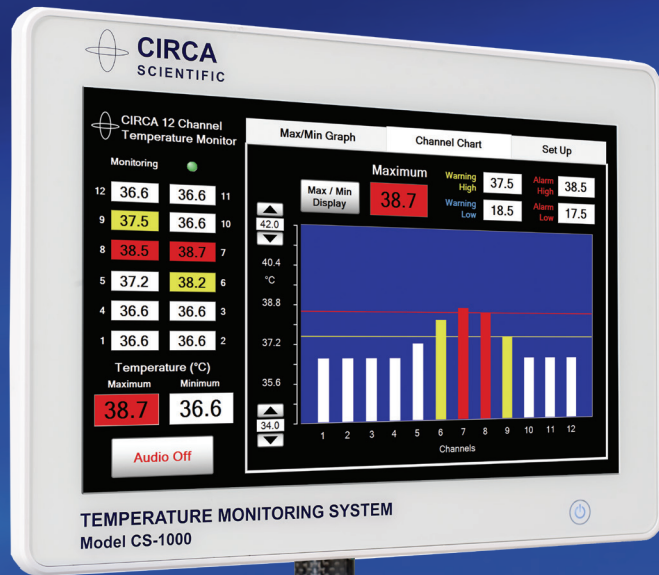 CIRCA
SCIENTIFIC
CIRCA 12 Channel
Temperature Monitor
Monitoring
12 36.6 36.6 11
9 37.5 36.6 10
8 38.5 38.7 7
5 37.2 38.2 6
4 36.6 36.6 3
1 36.6 36.6 2
Temperature (°C)
Maximum Minimum
38.7 36.6
Audio Off
Max/Min Graph Channel Chart Set Up
Max / Min
Display
Maximum
38.7
Warning
High
37.5
Alarm
High
38.5
Warning
Low
18.5
Alarm
Low
17.5
42.0
40.4
°C
38.8
37.2
35.6
34.0
1 2 3 4 5 6 7 8 9 10 11 12
Channels
TEMPERATURE MONITORING SYSTEM
Model CS-1000